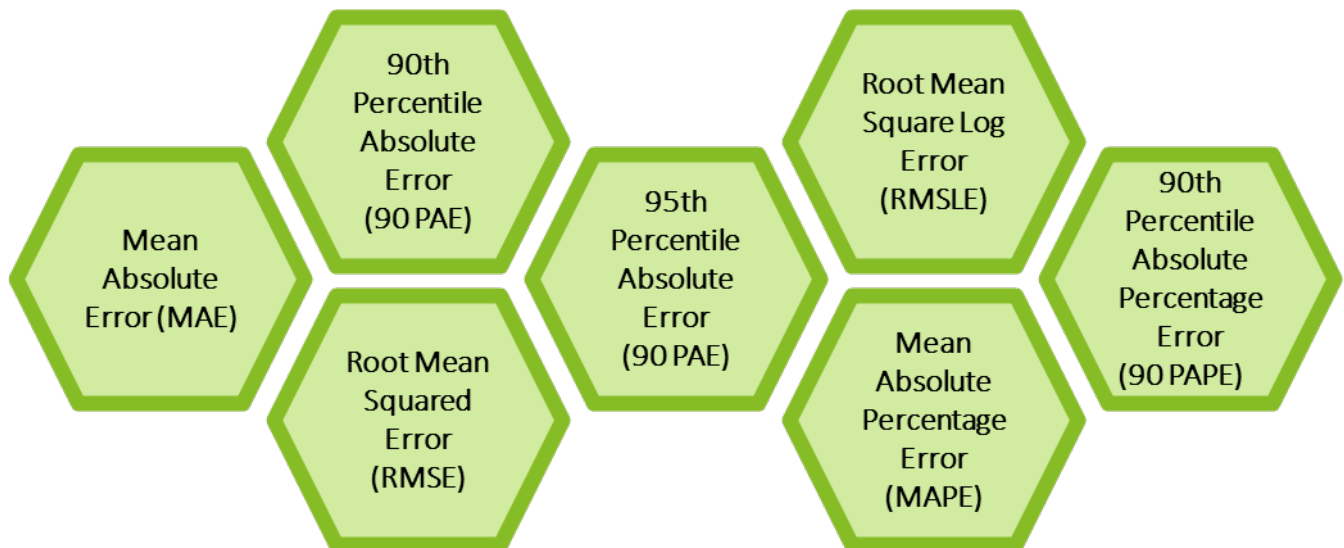 Mean
Absolute
Error (MAE)
90th
Percentile
Absolute
Error
(90 PAE)
Root Mean
Squared
Error
(RMSE)
95th
Percentile
Absolute
Error
(90 PAE)
Root Mean
Square Log
Error
(RMSLE)
Mean
Absolute
Percentage
Error
(MAPE)
90th
Percentile
Absolute
Percentage
Error
(90 PAPE)